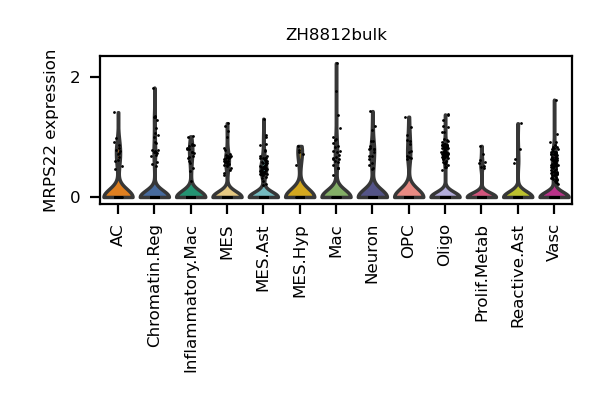 ZH8812bulk
MRPS22 expression
2
0
AC
Chromatin.Reg
Inflammatory.Mac
MES
MES.Ast
MES.Hyp
Mac
Neuron
OPC
Oligo
Prolif.Metab
Reactive.Ast
Vasc